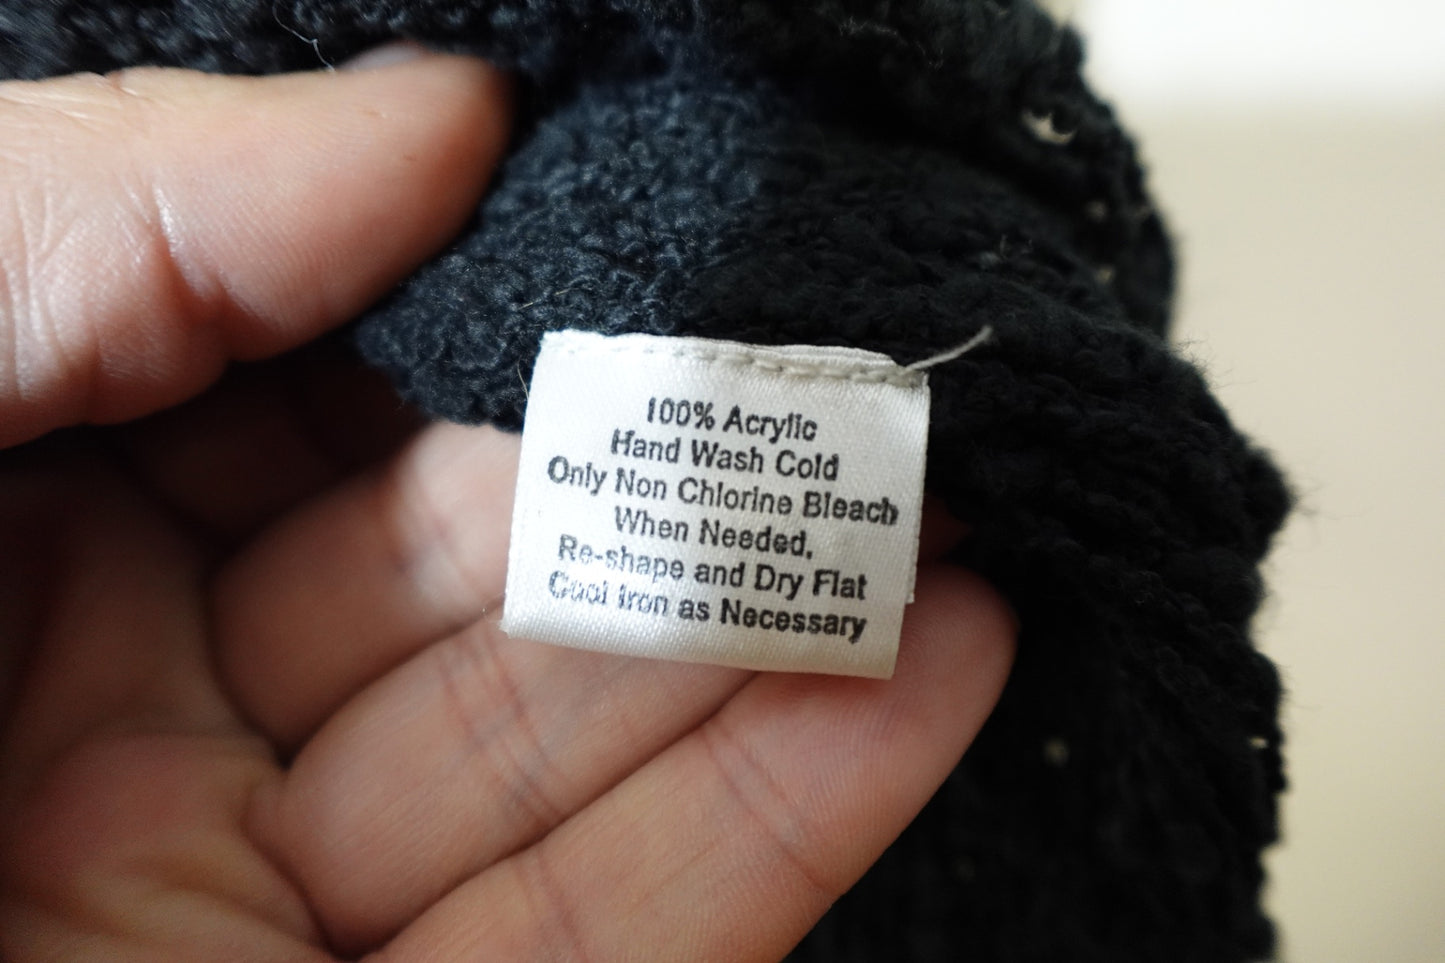 100% Acrylic
Hand Wash Cold
Only Non Chlorine Bleach
When Needed.
Re-shape and Dry Flat
Cool Iron as Necessary